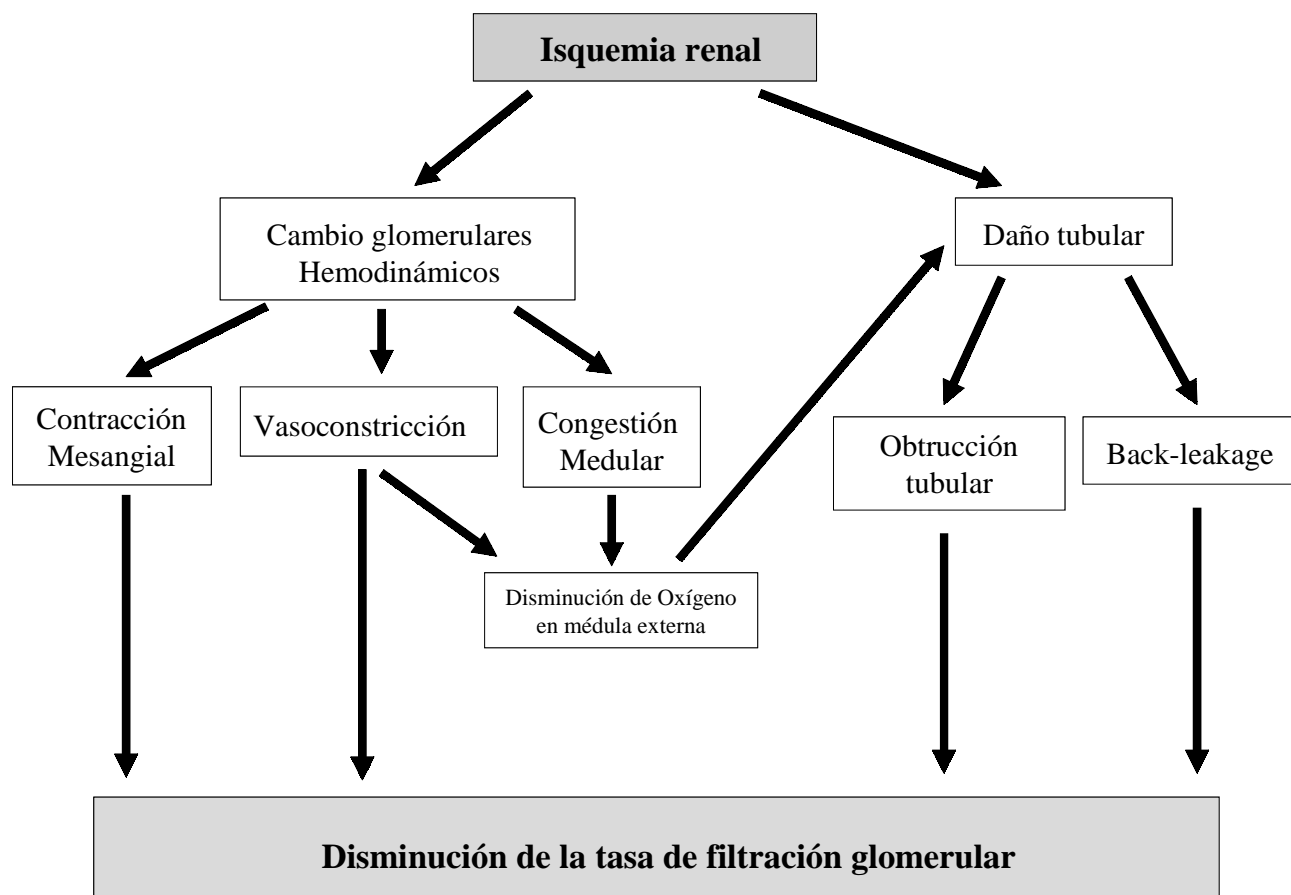 Isquemia renal
Cambio glomerulares
Hemodinámicos
Daño tubular
Contracción
Mesangial
Vasoconstricción
Congestión
Medular
Obtrucción
tubular
Back-leakage
Disminución de Oxígeno
en médula externa
Disminución de la tasa de filtración glomerular